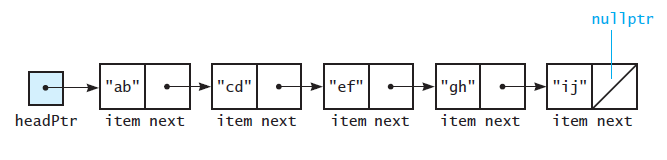 nullptr
"ab" "cd" "ef" "gh" "ij"
headPtr item next item next item next item next item next